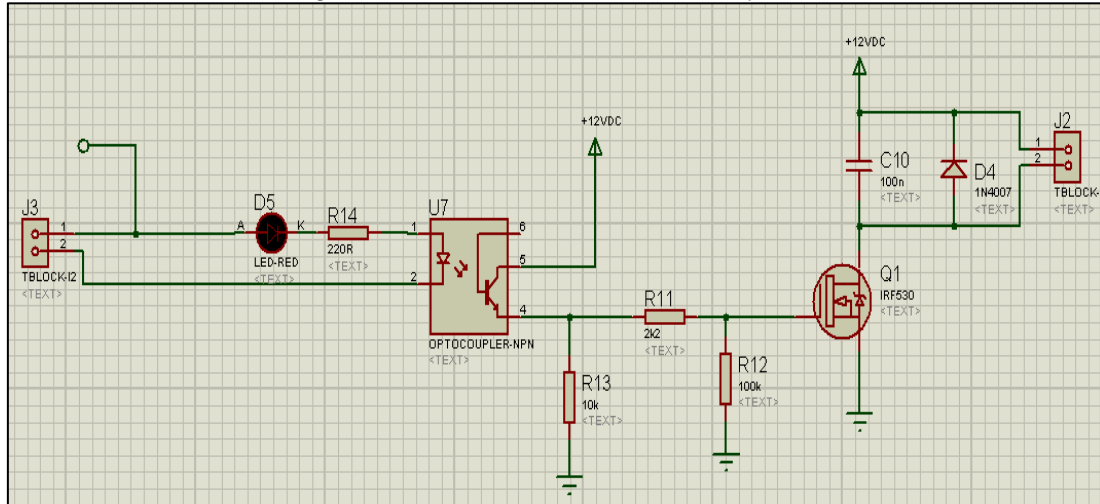 +12VDC
J2
1
2
TBLOCK-
<TEXT>
C10
100n
<TEXT>
D4
1N4007
<TEXT>
+12VDC
J3
1
2
TBLOCK-I2
<TEXT>
D5
A
K
LED-RED
<TEXT>
R14
220R
<TEXT>
U7
1
2
6
5
4
OPTOCOUPLER-NPN
<TEXT>
Q1
IRF530
<TEXT>
R11
2k2
<TEXT>
R13
10k
<TEXT>
R12
100k
<TEXT>